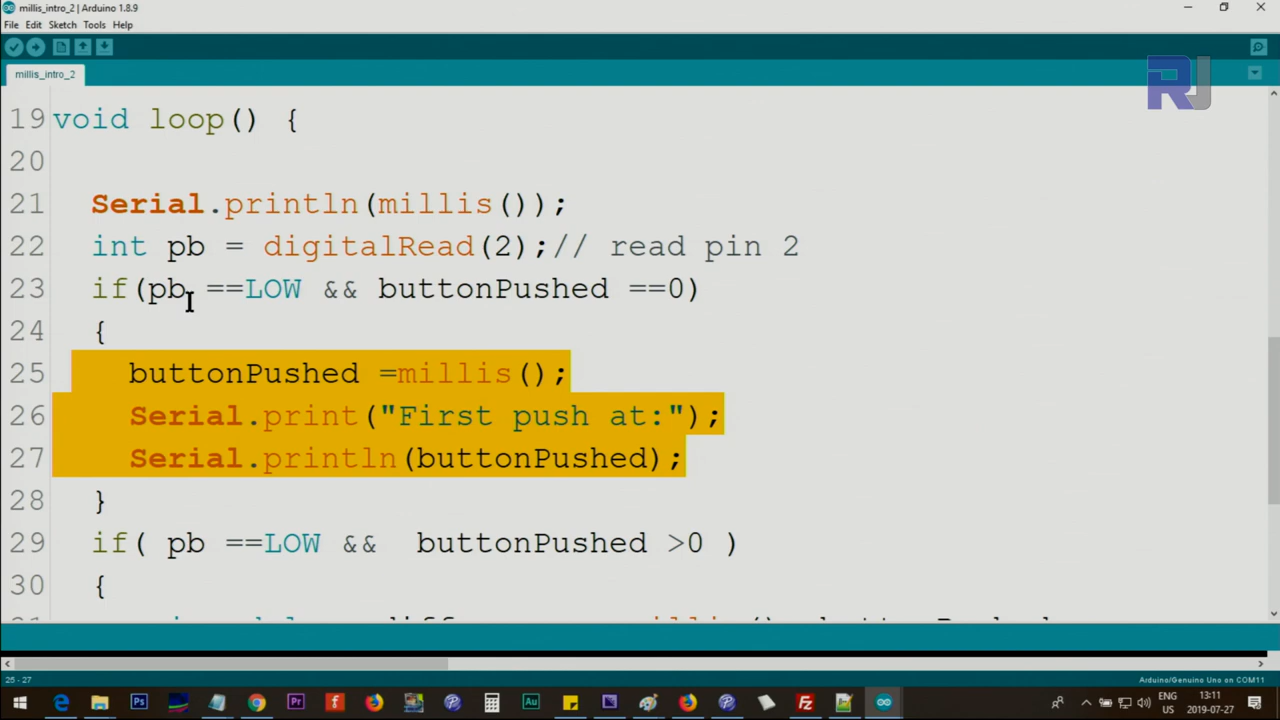 millis_intro_2 | Arduino 1.8.9
File Edit Sketch Tools Help
millis_intro_2
RJ
19 void loop() {
20
21 Serial.println(millis());
22 int pb = digitalRead(2);// read pin 2
23 if(pb ==LOW && buttonPushed ==0)
24 {
25 buttonPushed =millis();
26 Serial.print("First push at:");
27 Serial.println(buttonPushed);
28 }
29 if( pb ==LOW && buttonPushed >0 )
30 {
26 - 27
Arduino/Genuino Uno on COM11
ENG 13:11
US 2019-07-27